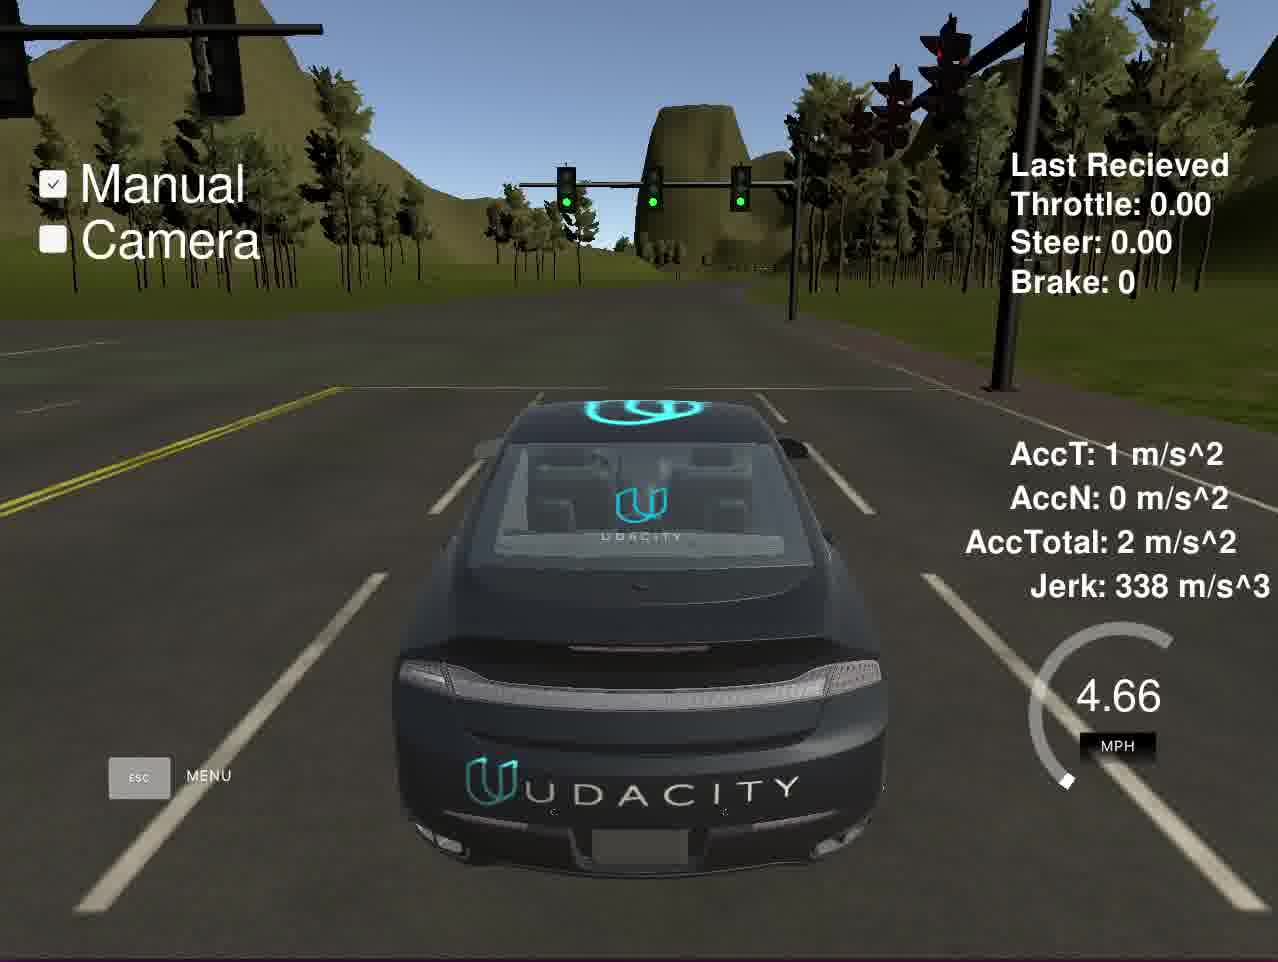 Manual
Camera
Last Recieved
Throttle: 0.00
Steer: 0.00
Brake: 0
AccT: 1 m/s^2
AccN: 0 m/s^2
AccTotal: 2 m/s^2
Jerk: 338 m/s^3
UDACITY
4.66
MPH
ESC MENU
UDACITY